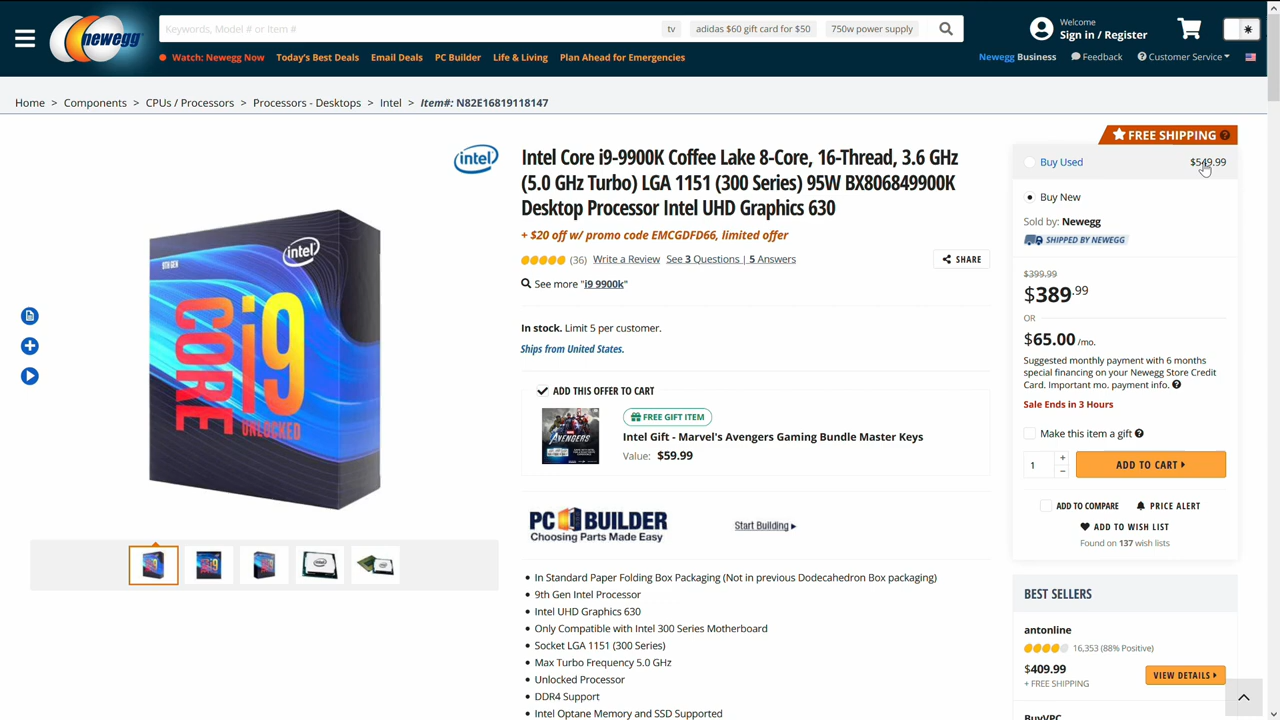 newegg
Keywords, Model # or Item #
tv
adidas $60 gift card for $50
750w power supply
Welcome
Sign in / Register
Watch: Newegg Now
Today's Best Deals
Email Deals
PC Builder
Life & Living
Plan Ahead for Emergencies
Newegg Business
Feedback
Customer Service
Home > Components > CPUs / Processors > Processors - Desktops > Intel > Item#: N82E16819118147
FREE SHIPPING
intel
Intel Core i9-9900K Coffee Lake 8-Core, 16-Thread, 3.6 GHz
(5.0 GHz Turbo) LGA 1151 (300 Series) 95W BX806849900K
Desktop Processor Intel UHD Graphics 630
+ $20 off w/ promo code EMCGDFD66, limited offer
(36) Write a Review See 3 Questions | 5 Answers
SHARE
See more "i9 9900k"
In stock. Limit 5 per customer.
Ships from United States.
ADD THIS OFFER TO CART
FREE GIFT ITEM
Intel Gift - Marvel's Avengers Gaming Bundle Master Keys
Value: $59.99
AVENGERS
PC BUILDER
Choosing Parts Made Easy
Start Building
In Standard Paper Folding Box Packaging (Not in previous Dodecahedron Box packaging)
9th Gen Intel Processor
Intel UHD Graphics 630
Only Compatible with Intel 300 Series Motherboard
Socket LGA 1151 (300 Series)
Max Turbo Frequency 5.0 GHz
Unlocked Processor
DDR4 Support
Intel Optane Memory and SSD Supported
intel
9TH GEN
CORE
i9
UNLOCKED
Buy Used
$549.99
Buy New
Sold by: Newegg
SHIPPED BY NEWEGG
$399.99
$389.99
OR
$65.00 /mo.
Suggested monthly payment with 6 months
special financing on your Newegg Store Credit
Card. Important mo. payment info.
Sale Ends in 3 Hours
Make this item a gift
1
ADD TO CART
ADD TO COMPARE
PRICE ALERT
ADD TO WISH LIST
Found on 137 wish lists
BEST SELLERS
antonline
16,353 (88% Positive)
$409.99
+ FREE SHIPPING
VIEW DETAILS
BuyVPC